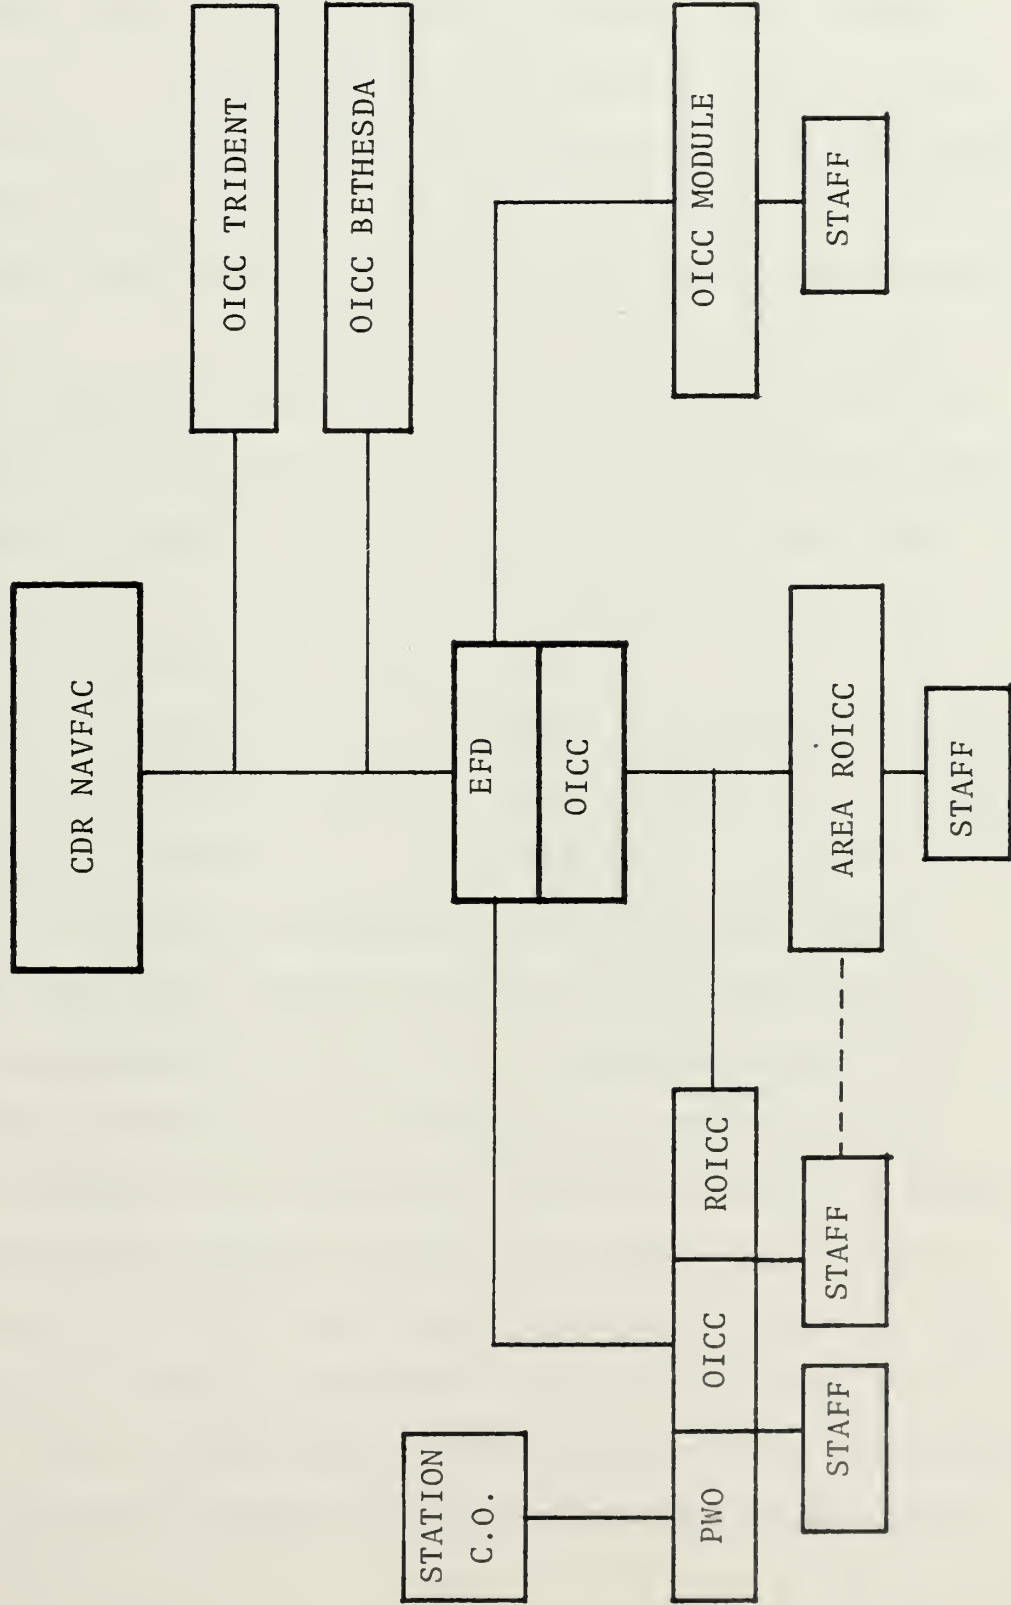 CDR NAVFAC
OICC TRIDENT
OICC BETHESDA
STATION
C.O.
EFD
OICC
PWO
OICC
ROICC
OICC MODULE
STAFF
STAFF
AREA ROICC
STAFF
STAFF